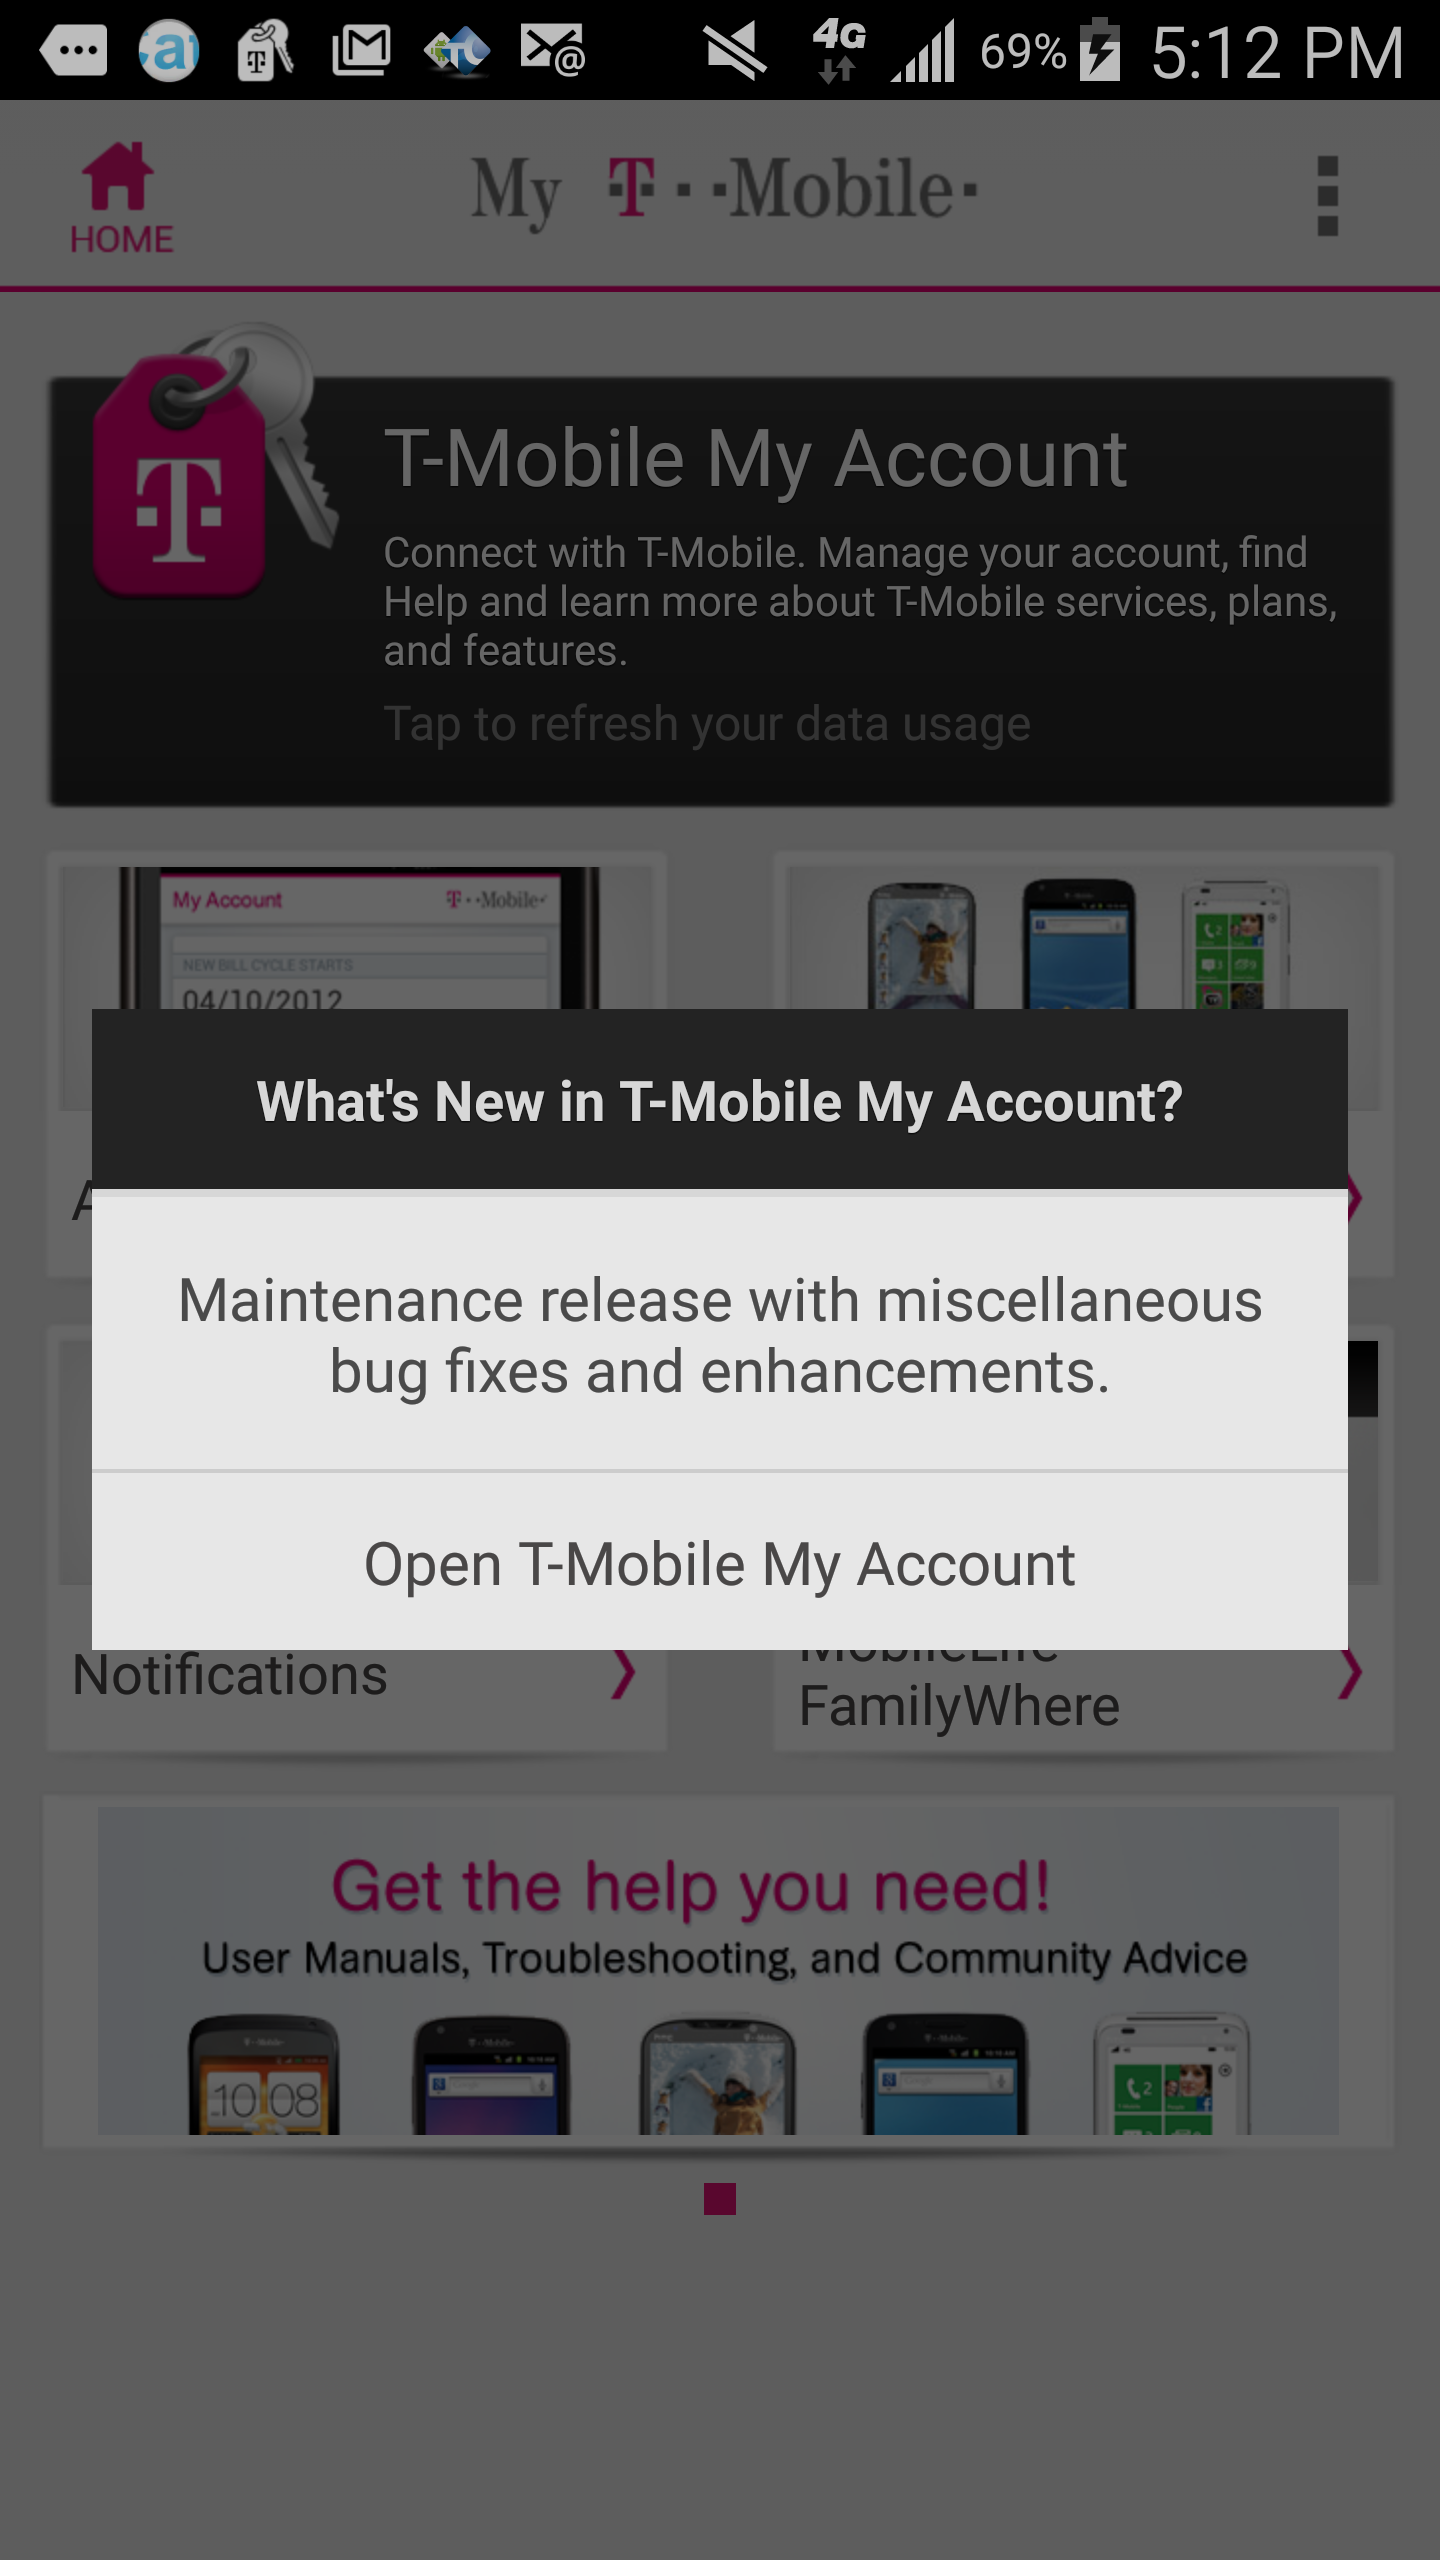 69% 5:12 PM
My T··Mobile·
HOME
T-Mobile My Account
Connect with T-Mobile. Manage your account, find
Help and learn more about T-Mobile services, plans,
and features.
Tap to refresh your data usage
My Account T··Mobile·
NEW BILL CYCLE STARTS
04/10/2012
What's New in T-Mobile My Account?
A
Maintenance release with miscellaneous
bug fixes and enhancements.
Open T-Mobile My Account
Notifications
MobileLife
FamilyWhere
Get the help you need!
User Manuals, Troubleshooting, and Community Advice
10 08